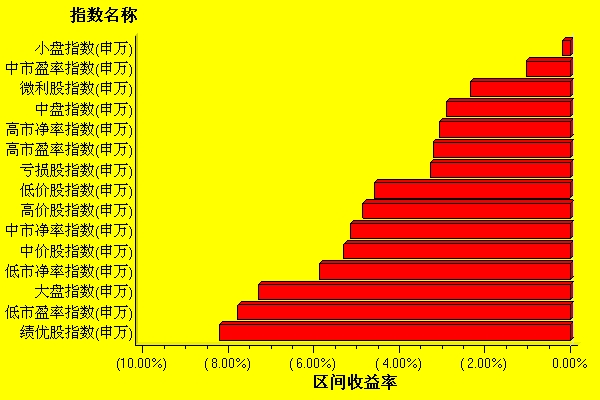 指数名称
小盘指数(申万)
中市盈率指数(申万)
微利股指数(申万)
中盘指数(申万)
高市净率指数(申万)
高市盈率指数(申万)
亏损股指数(申万)
低价股指数(申万)
高价股指数(申万)
中市净率指数(申万)
中价股指数(申万)
低市净率指数(申万)
大盘指数(申万)
低市盈率指数(申万)
绩优股指数(申万)
(10.00%) (8.00%) (6.00%) (4.00%) (2.00%) 0.00%
区间收益率